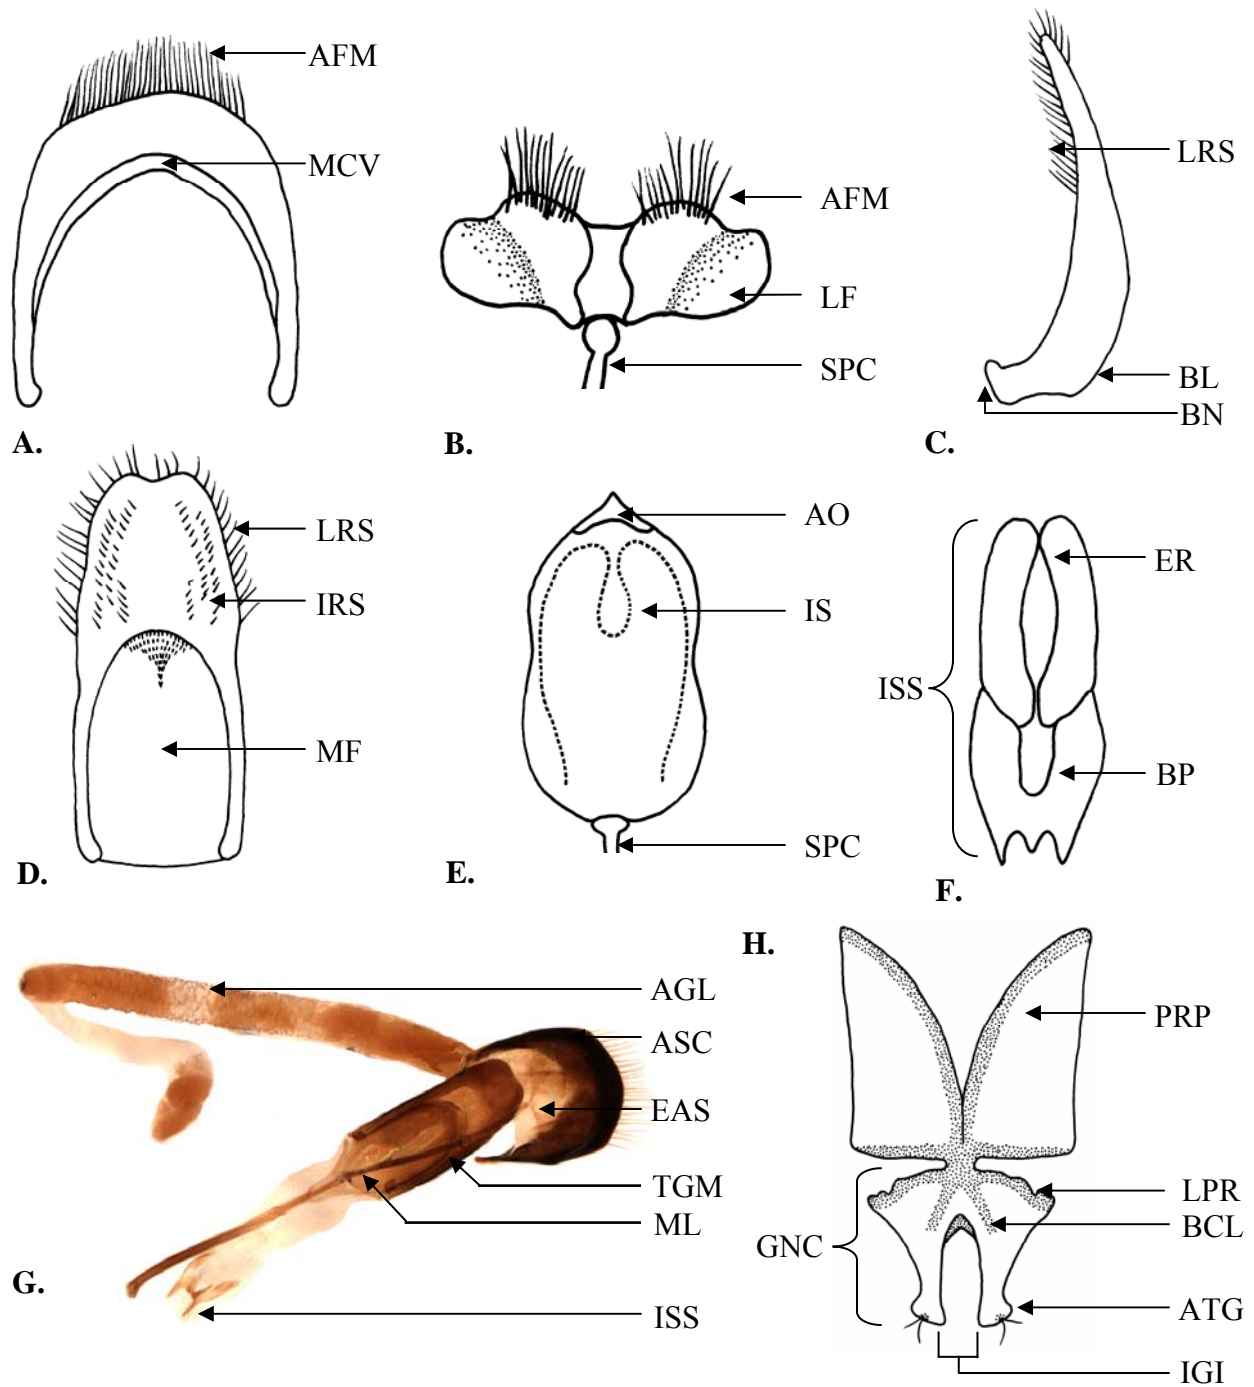 AFM
MCV
A.
AFM
LF
SPC
B.
LRS
BL
BN
C.
LRS
IRS
MF
D.
AO
IS
SPC
E.
ISS
ER
BP
F.
AGL
ASC
EAS
TGM
ML
ISS
G.
H.
PRP
LPR
BCL
GNC
ATG
IGI